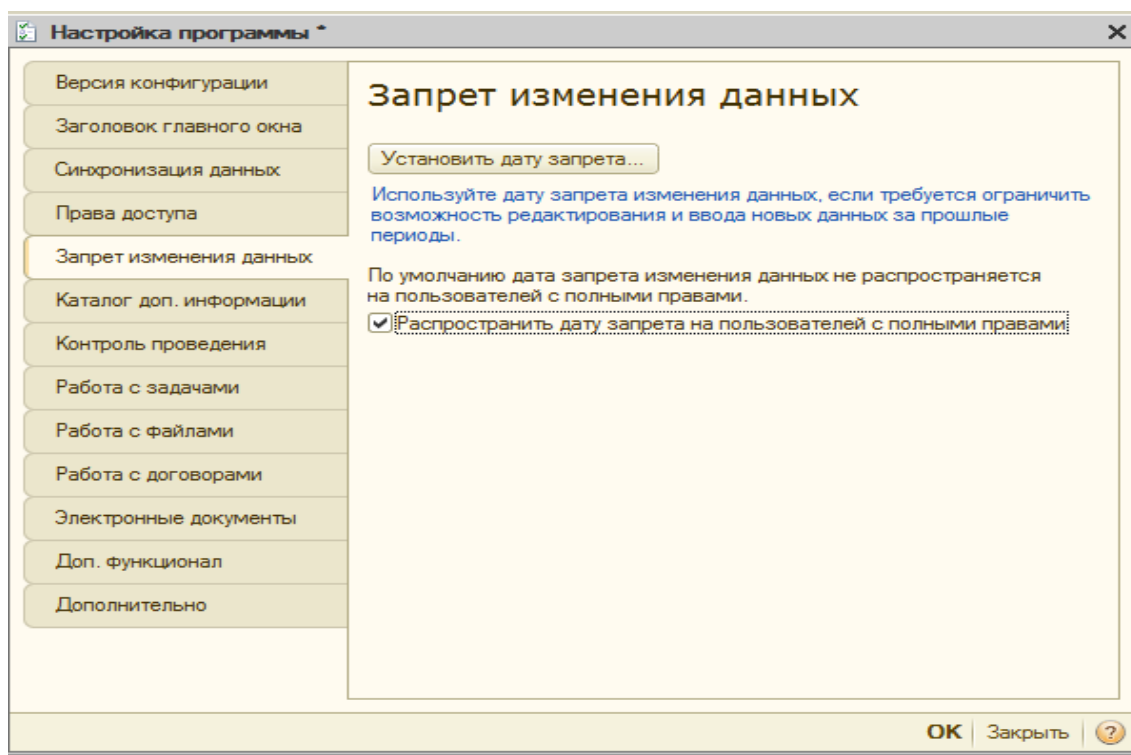 Настройка программы *
Версия конфигурации
Заголовок главного окна
Синхронизация данных
Права доступа
Запрет изменения данных
Каталог доп. информации
Контроль проведения
Работа с задачами
Работа с файлами
Работа с договорами
Электронные документы
Доп. функционал
Дополнительно
Запрет изменения данных
Установить дату запрета...
Используйте дату запрета изменения данных, если требуется ограничить
возможность редактирования и ввода новых данных за прошлые
периоды.
По умолчанию дата запрета изменения данных не распространяется
на пользователей с полными правами.
Распространить дату запрета на пользователей с полными правами
OK Закрыть ?